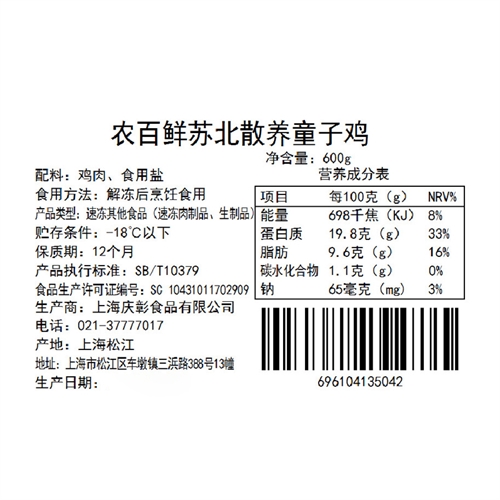 农百鲜苏北散养童子鸡
净含量：600g
配料：鸡肉、食用盐
食用方法：解冻后烹饪食用
产品类型：速冻其他食品（速冻肉制品、生制品）
贮存条件：-18℃以下
保质期：12个月
产品执行标准：SB/T10379
食品生产许可证编号：SC 10431011702909
生产商：上海庆彰食品有限公司
电话：021-37777017
产地：上海松江
地址：上海市松江区车墩镇三浜路388号13幢
生产日期：
营养成分表
项目 每100克（g） NRV%
能量 698千焦（KJ） 8%
蛋白质 19.8克（g） 33%
脂肪 9.6克（g） 16%
碳水化合物 1.1克（g） 0%
钠 65毫克（mg） 3%
696104135042